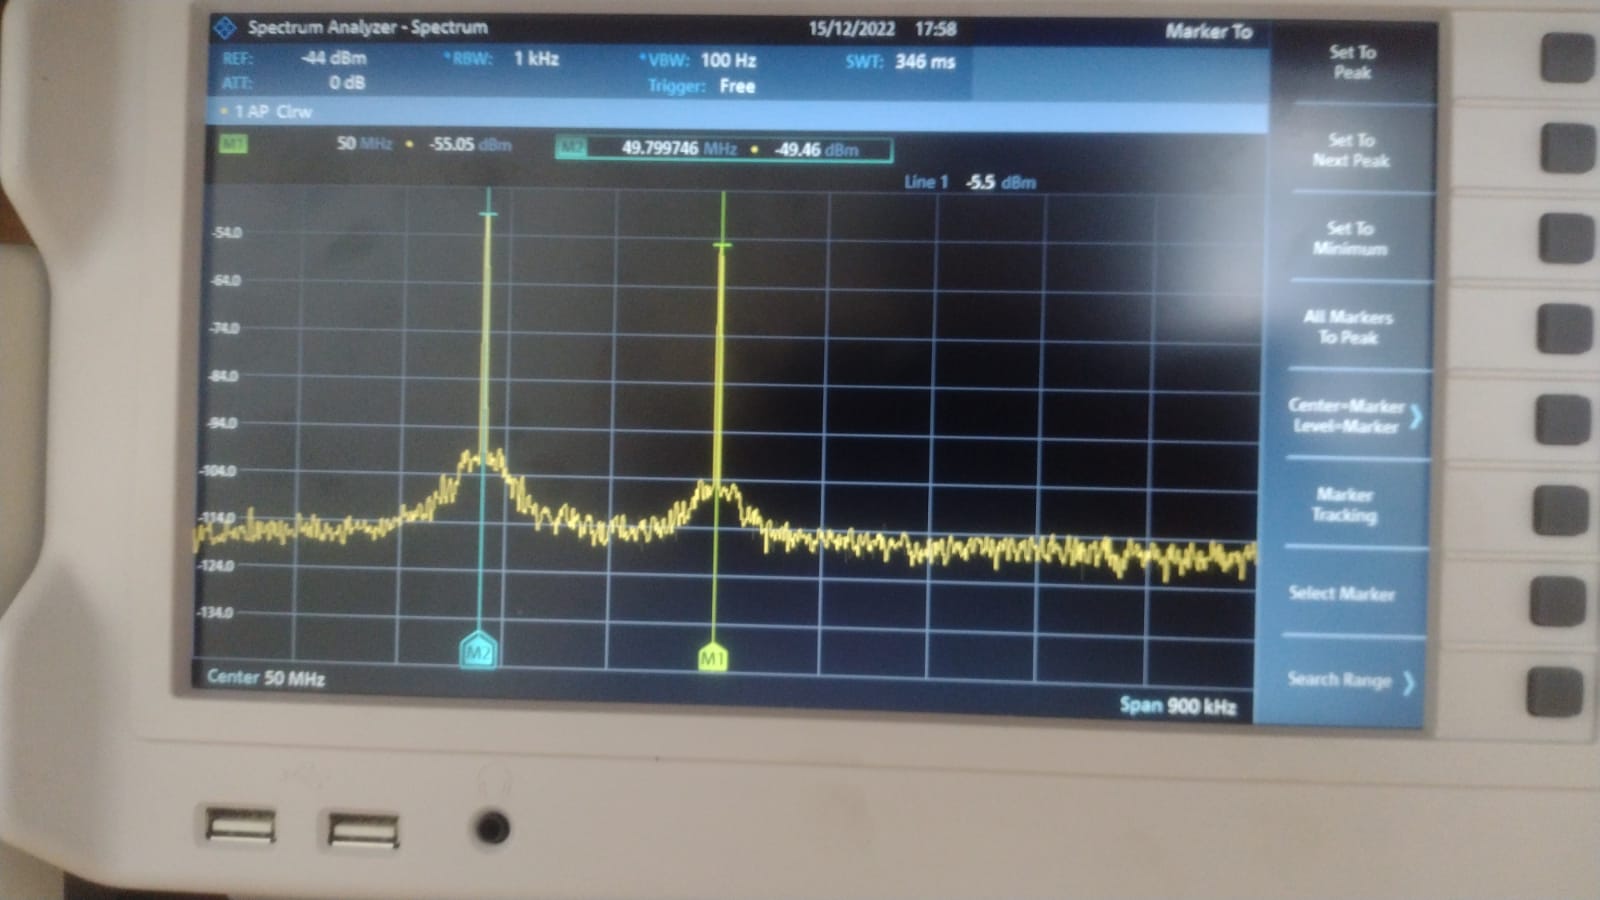 Spectrum Analyzer - Spectrum 15/12/2022 17:58 Marker To
REF: -44 dBm *RBW: 1 kHz *VBW: 100 Hz SWT: 346 ms
ATT: 0 dB Trigger: Free
1 AP Clrw
M1 50 MHz • -55.05 dBm M2 49.799746 MHz • -49.46 dBm
Line 1 -5.5 dBm
-54.0
-64.0
-74.0
-84.0
-94.0
-104.0
-114.0
-124.0
-134.0
M2 M1
Center 50 MHz Span 900 kHz
Set To
Peak
Set To
Next Peak
Set To
Minimum
All Markers
To Peak
Center=Marker
Level=Marker
Marker
Tracking
Select Marker
Search Range